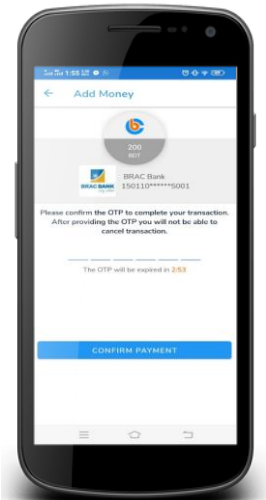 1:55
Add Money
200
BDT
BRAC Bank
BRAC BANK
150110******5001
Please confirm the OTP to complete your transaction.
After providing the OTP you will not be able to
cancel transaction.
The OTP will be expired in 2:53
CONFIRM PAYMENT